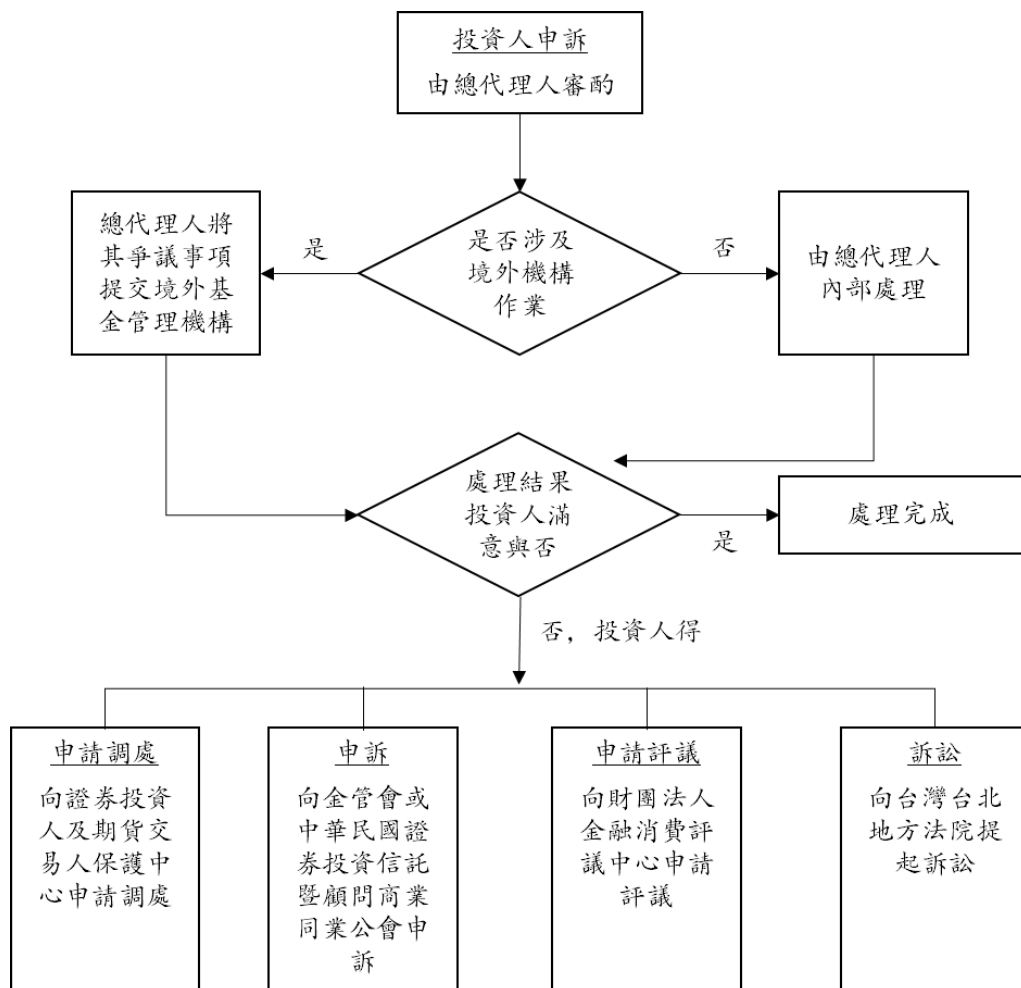 投資人申訴
由總代理人審酌
總代理人將
其爭議事項
提交境外基
金管理機構
是
是否涉及
境外機構
作業
否
由總代理人
內部處理
處理結果
投資人滿
意與否
是
處理完成
否，投資人得
申請調處
向證券投資
人及期貨交
易人保護中
心申請調處
申訴
向金管會或
中華民國證
券投資信託
暨顧問商業
同業公會申
訴
申請評議
向財團法人
金融消費評
議中心申請
評議
訴訟
向台灣台北
地方法院提
起訴訟